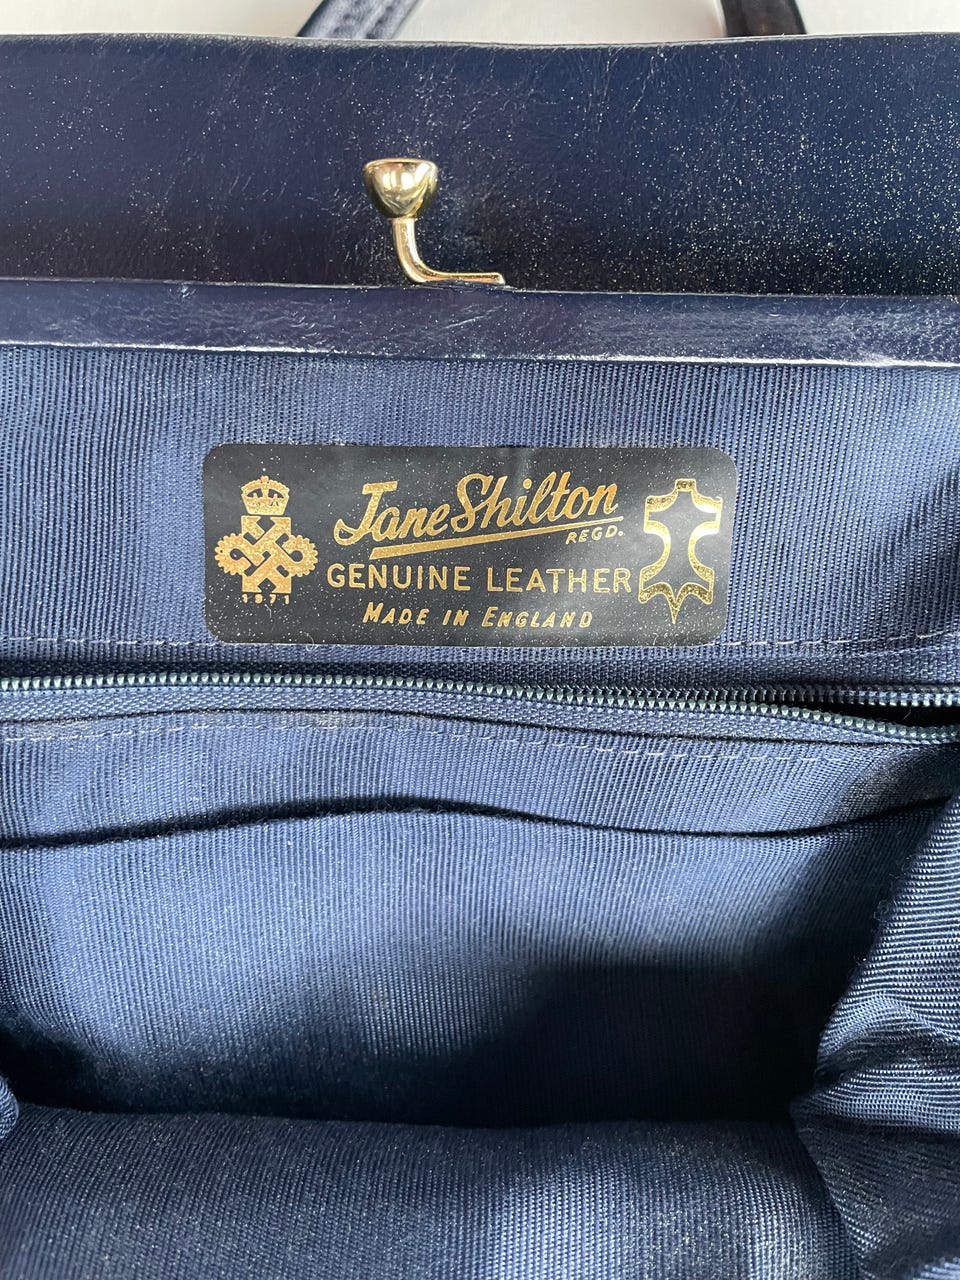 Jane Shilton
REGD.
GENUINE LEATHER
MADE IN ENGLAND
1971